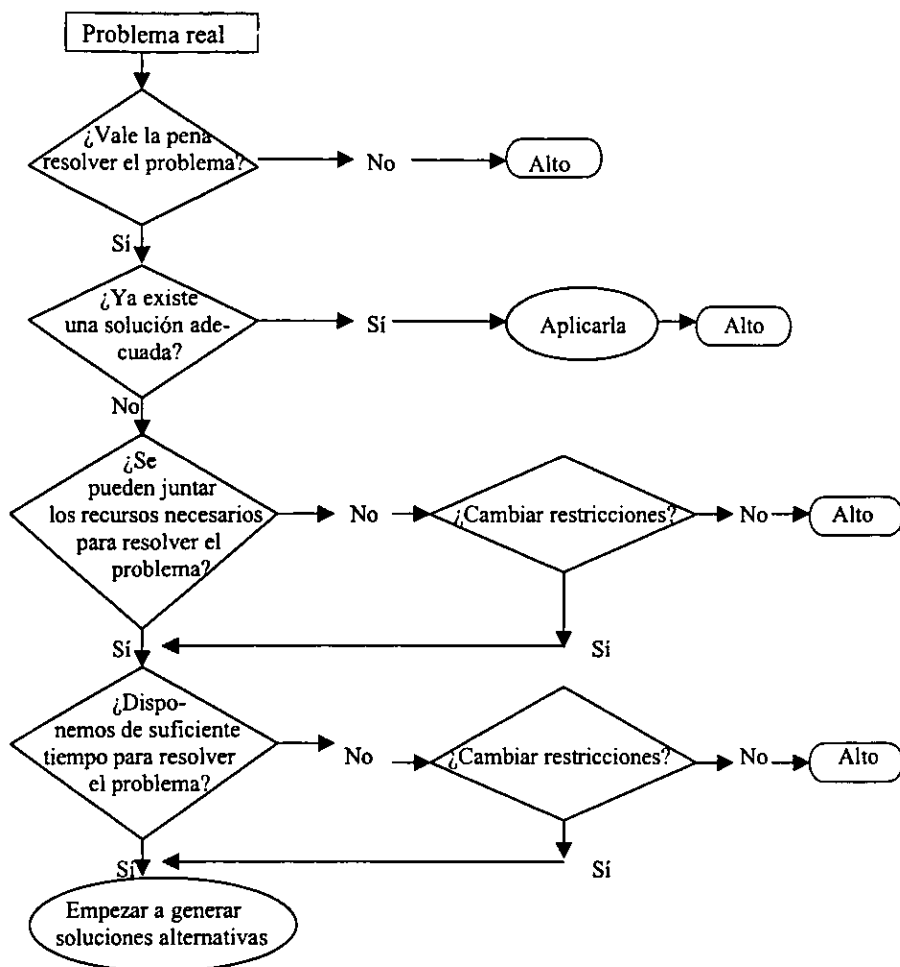 Problema real
¿Vale la pena
resolver el problema?
No
Alto
Sí
¿Ya existe
una solución ade-
cuada?
Sí
Aplicarla
Alto
No
¿Se
pueden juntar
los recursos necesarios
para resolver el
problema?
No
¿Cambiar restricciones?
No
Alto
Sí
Sí
¿Dispo-
nemos de suficiente
tiempo para resolver
el problema?
No
¿Cambiar restricciones?
No
Alto
Sí
Sí
Empezar a generar
soluciones alternativas